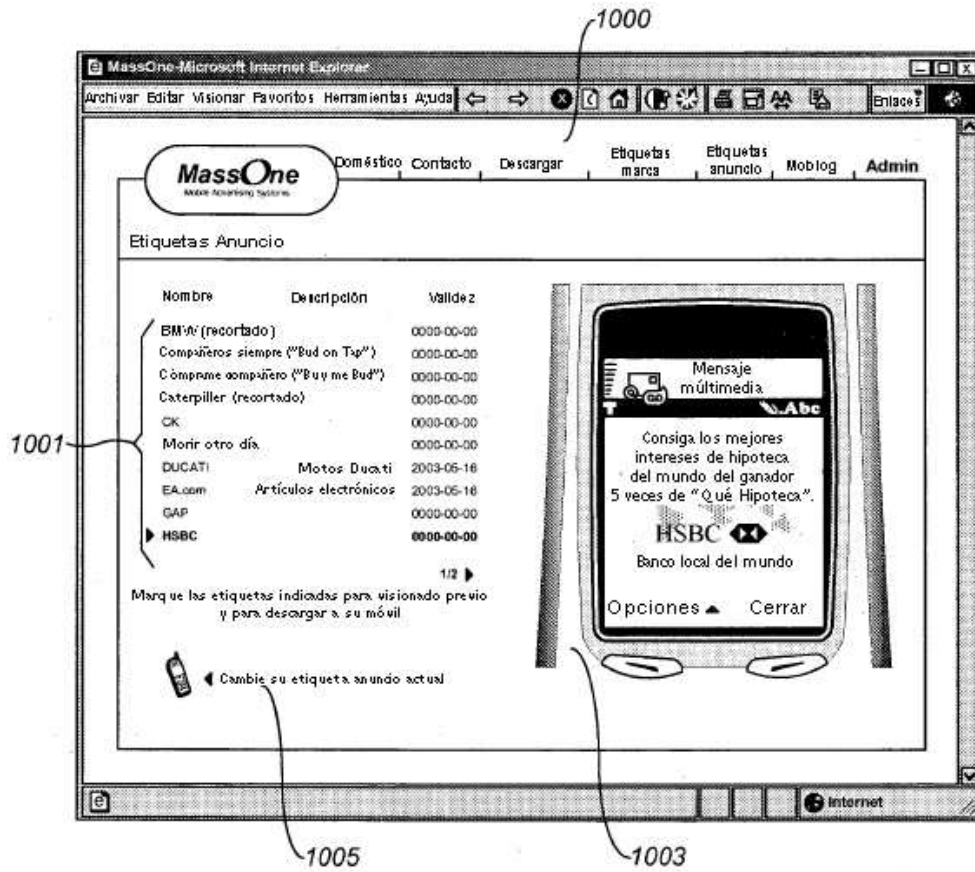 1000
MassOne-Microsoft Internet Explorer
Archivar Editar Visionar Favoritos Herramientas Ayuda
Enlaces
MassOne
Mobile Advertising Systems
Doméstico Contacto Descargar Etiquetas marca Etiquetas anuncio Moblog Admin
Etiquetas Anuncio
Nombre Descripción Validez
BMW (recortado) 0000-00-00
Compañeros siempre ("Bud on Tap") 0000-00-00
Cómprame compañero ("Buy me Bud") 0000-00-00
Caterpiller (recortado) 0000-00-00
CK 0000-00-00
1001
Morir otro día 0000-00-00
DUCATI Motos Ducati 2003-05-16
EA.com Artículos electrónicos 2003-05-16
GAP 0000-00-00
HSBC 0000-00-00
1/2
Marque las etiquetas indicadas para visionado previo
y para descargar a su móvil
Cambie su etiqueta anuncio actual
Mensaje
múltimedia
T .Abc
Consiga los mejores
intereses de hipoteca
del mundo del ganador
5 veces de "Qué Hipoteca".
HSBC
Banco local del mundo
Opciones Cerrar
Internet
1005
1003